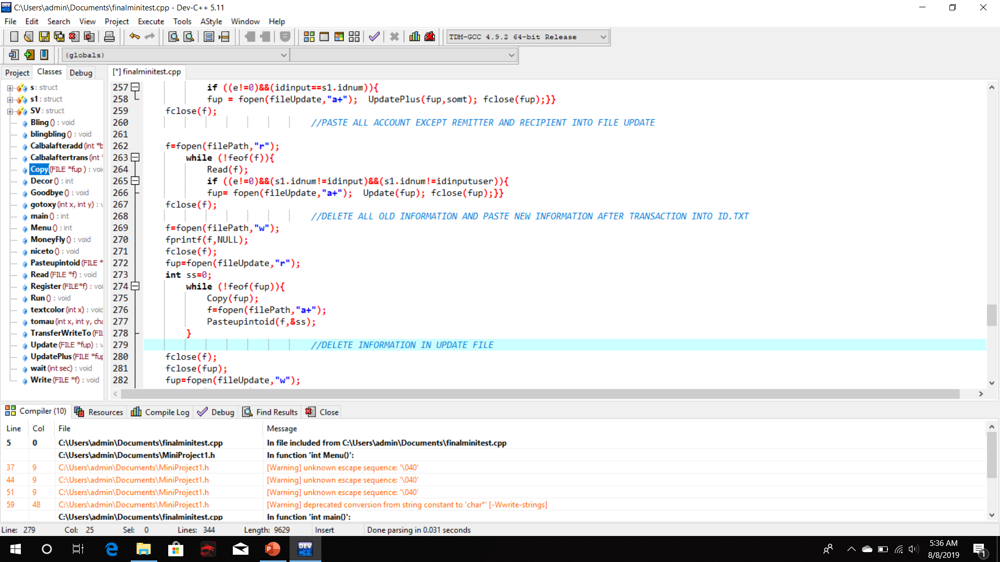 C:\Users\admin\Documents\finalminitest.cpp - Dev-C++ 5.11
File Edit Search View Project Execute Tools AStyle Window Help
TDM-GCC 4.9.2 64-bit Release
(globals)
Project Classes Debug
[*] finalminitest.cpp
s : struct
s1 : struct
SV : struct
Bling () : void
blingbling () : void
Calbalafteradd (int *b
Calbalaftertrans (int *
Copy (FILE *fup ) : voi
Decor () : int
Goodbye () : void
gotoxy (int x, int y) : v
main () : int
Menu () : int
MoneyFly () : void
niceto () : void
Pasteupintoid (FILE *
Read (FILE *f) : void
Register (FILE*f) : voi
Run () : void
textcolor (int x) : void
tomau (int x, int y, cha
TransferWriteTo (FIL
Update (FILE *fup) : v
UpdatePlus (FILE *fup
wait (int sec) : void
Write (FILE *f) : void
257 if ((e!=0)&&(idinput==s1.idnum)){
258 fup = fopen(fileUpdate,"a+"); UpdatePlus(fup,somt); fclose(fup);}}
259 fclose(f);
260 //PASTE ALL ACCOUNT EXCEPT REMITTER AND RECIPIENT INTO FILE UPDATE
261
262 f=fopen(filePath,"r");
263 while (!feof(f)){
264 Read(f);
265 if ((e!=0)&&(s1.idnum!=idinput)&&(s1.idnum!=idinputuser)){
266 fup= fopen(fileUpdate,"a+"); Update(fup); fclose(fup);}}
267 fclose(f);
268 //DELETE ALL OLD INFORMATION AND PASTE NEW INFORMATION AFTER TRANSACTION INTO ID.TXT
269 f=fopen(filePath,"w");
270 fprintf(f,NULL);
271 fclose(f);
272 fup=fopen(fileUpdate,"r");
273 int ss=0;
274 while (!feof(fup)){
275 Copy(fup);
276 f=fopen(filePath,"a+");
277 Pasteupintoid(f,&ss);
278 }
279 //DELETE INFORMATION IN UPDATE FILE
280 fclose(f);
281 fclose(fup);
282 fup=fopen(fileUpdate,"w");
Compiler (10) Resources Compile Log Debug Find Results Close
Line Col File Message
5 0 C:\Users\admin\Documents\finalminitest.cpp In file included from C:\Users\admin\Documents\finalminitest.cpp
C:\Users\admin\Documents\MiniProject1.h In function 'int Menu()':
37 9 C:\Users\admin\Documents\MiniProject1.h [Warning] unknown escape sequence: '\040'
44 9 C:\Users\admin\Documents\MiniProject1.h [Warning] unknown escape sequence: '\040'
51 9 C:\Users\admin\Documents\MiniProject1.h [Warning] unknown escape sequence: '\040'
59 48 C:\Users\admin\Documents\MiniProject1.h [Warning] deprecated conversion from string constant to 'char*' [-Wwrite-strings]
C:\Users\admin\Documents\finalminitest.cpp In function 'int main()':
Line: 279 Col: 25 Sel: 0 Lines: 344 Length: 9629 Insert Done parsing in 0.031 seconds
DEV C++
5:36 AM
8/8/2019
1